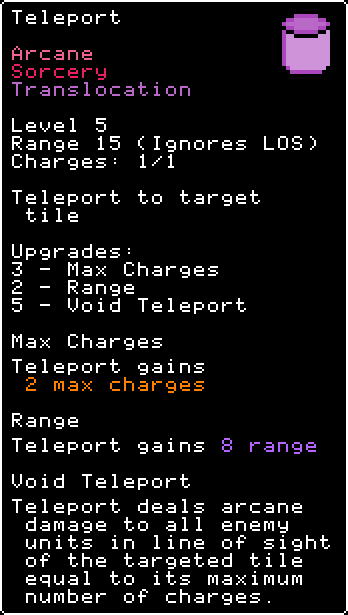 Teleport
Arcane
Sorcery
Translocation
Level 5
Range 15 (Ignores LOS)
Charges: 1/1
Teleport to target
tile
Upgrades:
3 - Max Charges
2 - Range
5 - Void Teleport
Max Charges
Teleport gains
2 max charges
Range
Teleport gains 8 range
Void Teleport
Teleport deals arcane
damage to all enemy
units in line of sight
of the targeted tile
equal to its maximum
number of charges.